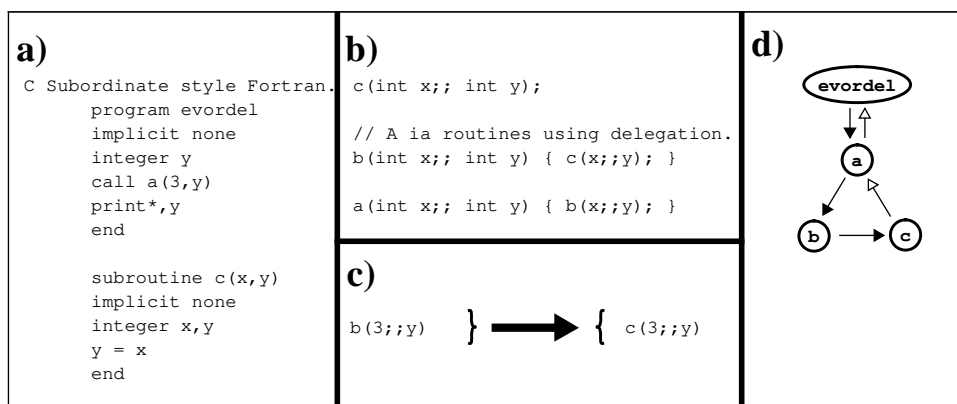 a)
C Subordinate style Fortran.
program evordel
implicit none
integer y
call a(3,y)
print*,y
end
subroutine c(x,y)
implicit none
integer x,y
y = x
end
b)
c(int x;; int y);
// A ia routines using delegation.
b(int x;; int y) { c(x;;y); }
a(int x;; int y) { b(x;;y); }
c)
b(3;;y) } { c(3;;y)
d)
evordel
a
b c